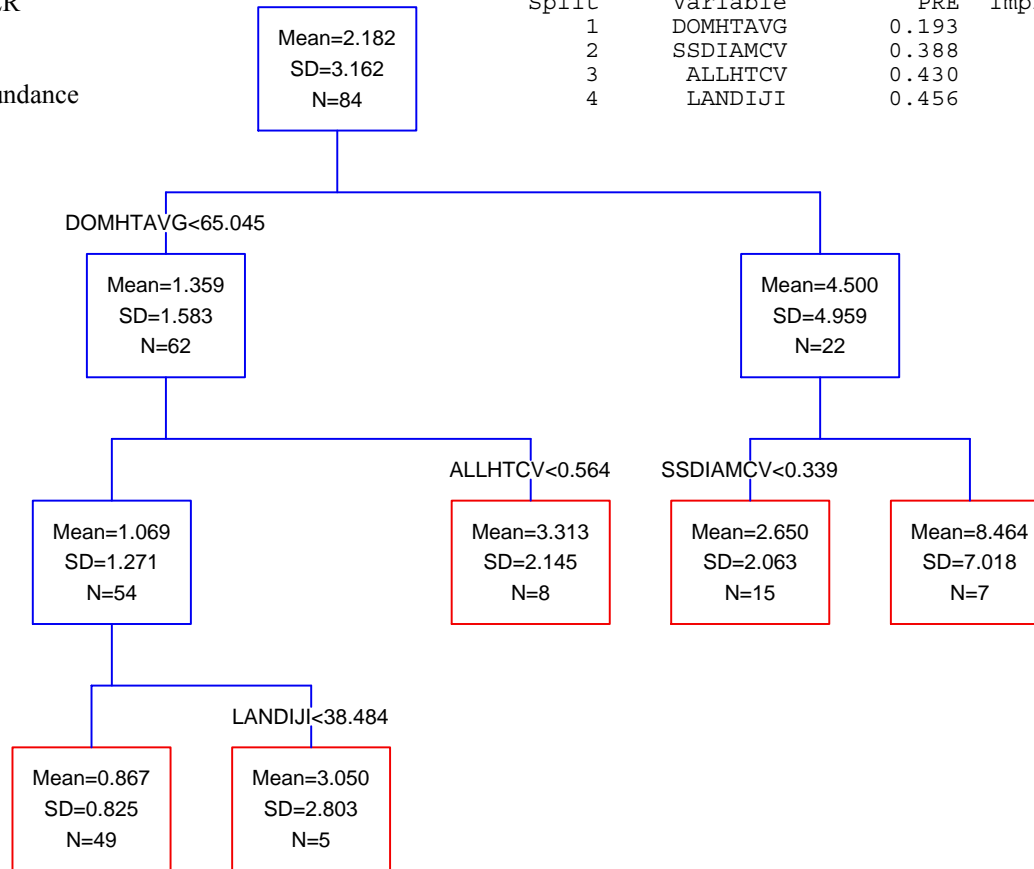 Split Variable PRE
1 DOMHTAVG 0.193
2 SSDIAMCV 0.388
3 ALLHTCV 0.430
4 LANDIJI 0.456
Mean=2.182
SD=3.162
N=84
DOMHTAVG<65.045
Mean=1.359
SD=1.583
N=62
Mean=4.500
SD=4.959
N=22
ALLHTCV<0.564
SSDIAMCV<0.339
Mean=1.069
SD=1.271
N=54
Mean=3.313
SD=2.145
N=8
Mean=2.650
SD=2.063
N=15
Mean=8.464
SD=7.018
N=7
LANDIJI<38.484
Mean=0.867
SD=0.825
N=49
Mean=3.050
SD=2.803
N=5